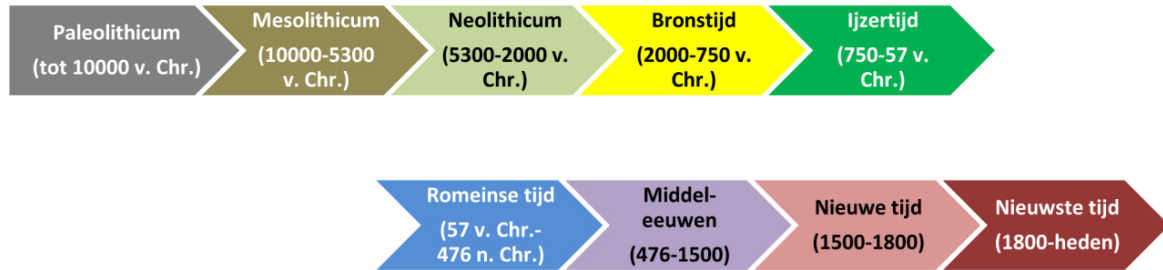 Paleolithicum
(tot 10000 v. Chr.)
Mesolithicum
(10000-5300
v. Chr.)
Neolithicum
(5300-2000 v.
Chr.)
Bronstijd
(2000-750 v.
Chr.)
Ijzertijd
(750-57 v.
Chr.)
Romeinse tijd
(57 v. Chr.-
476 n. Chr.)
Middel-
eeuwen
(476-1500)
Nieuwe tijd
(1500-1800)
Nieuwste tijd
(1800-heden)